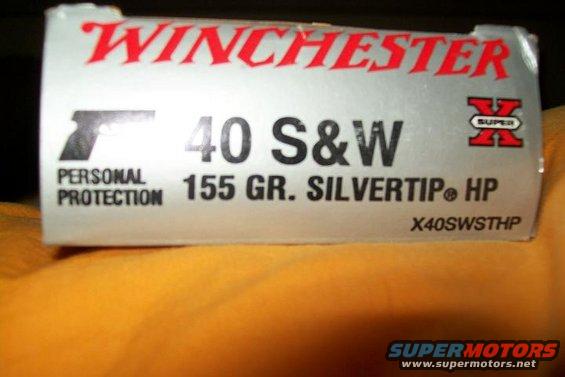 WINCHESTER
SUPER X
40 S&W
PERSONAL
PROTECTION
155 GR. SILVERTIP® HP
X40SWSTHP
SUPERMOTORS
www.supermotors.net